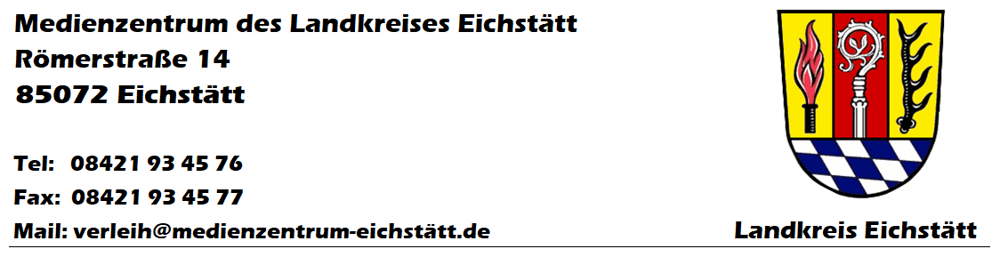 Medienzentrum des Landkreises Eichstätt
Römerstraße 14
85072 Eichstätt
Tel: 08421 93 45 76
Fax: 08421 93 45 77
Mail: verleih@medienzentrum-eichstätt.de
Landkreis Eichstätt